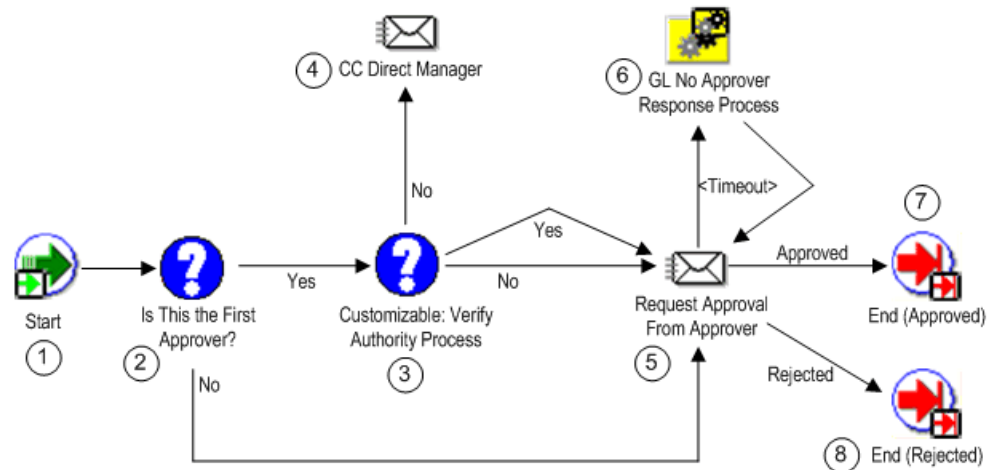 4
CC Direct Manager
6
GL No Approver
Response Process
No
<Timeout>
7
Yes
Approved
Yes
No
Start
Is This the First
Approver?
Customizable: Verify
Authority Process
Request Approval
From Approver
End (Approved)
1
2
3
5
No
Rejected
8
End (Rejected)